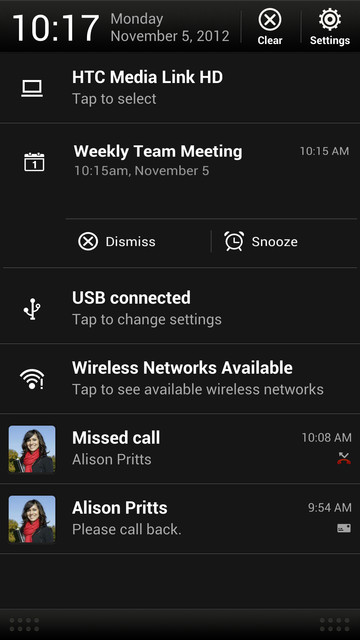 10:17
Monday
November 5, 2012
Clear
Settings
HTC Media Link HD
Tap to select
1
Weekly Team Meeting
10:15 AM
10:15am, November 5
Dismiss
Snooze
USB connected
Tap to change settings
Wireless Networks Available
Tap to see available wireless networks
Missed call
10:08 AM
Alison Pritts
Alison Pritts
9:54 AM
Please call back.